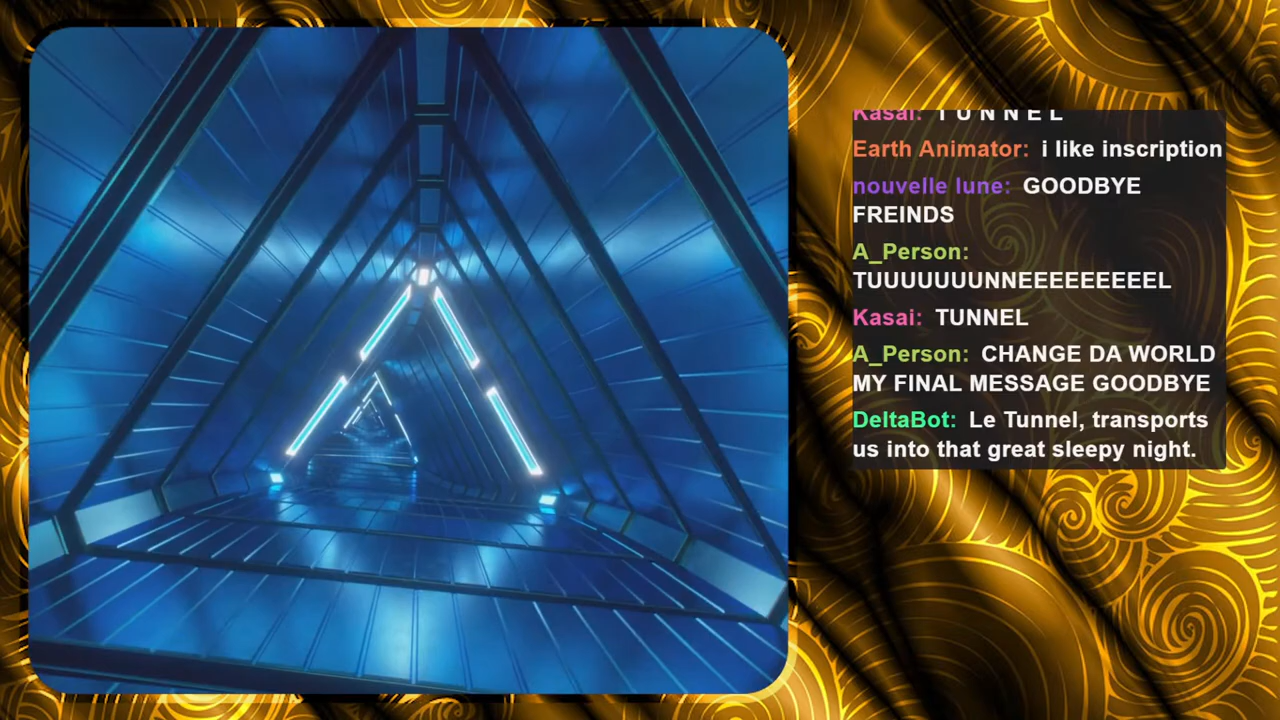 Kasai: T U N N E L
Earth Animator: i like inscription
nouvelle lune: GOODBYE
FREINDS
A_Person:
TUUUUUUUNNEEEEEEEEEL
Kasai: TUNNEL
A_Person: CHANGE DA WORLD
MY FINAL MESSAGE GOODBYE
DeltaBot: Le Tunnel, transports
us into that great sleepy night.